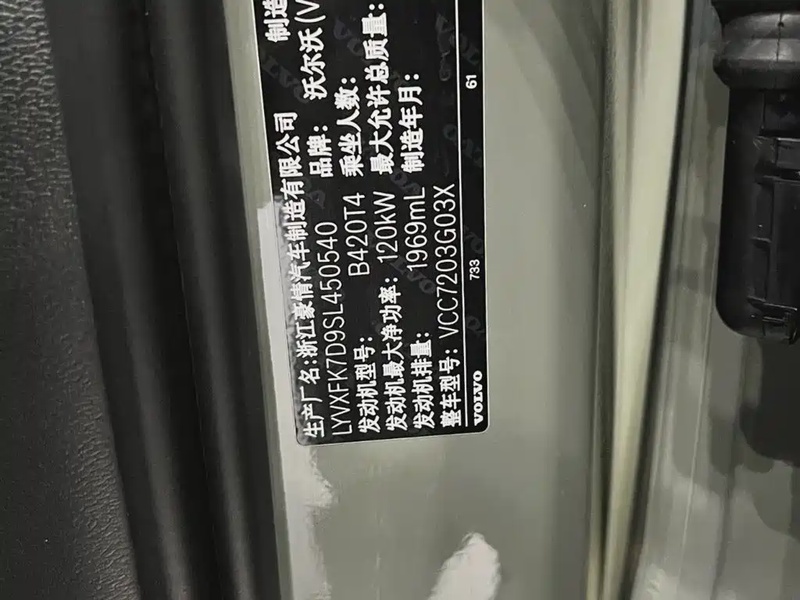 制造
生产厂名:浙江豪情汽车制造有限公司
LYVXFK7D9SL450540 品牌: 沃尔沃(V
发动机型号: B420T4 乘坐人数:
发动机最大净功率: 120kW 最大允许总质量:
发动机排量: 1969mL 制造年月:
整车型号: VCC7203G03X
VOLVO 733 61